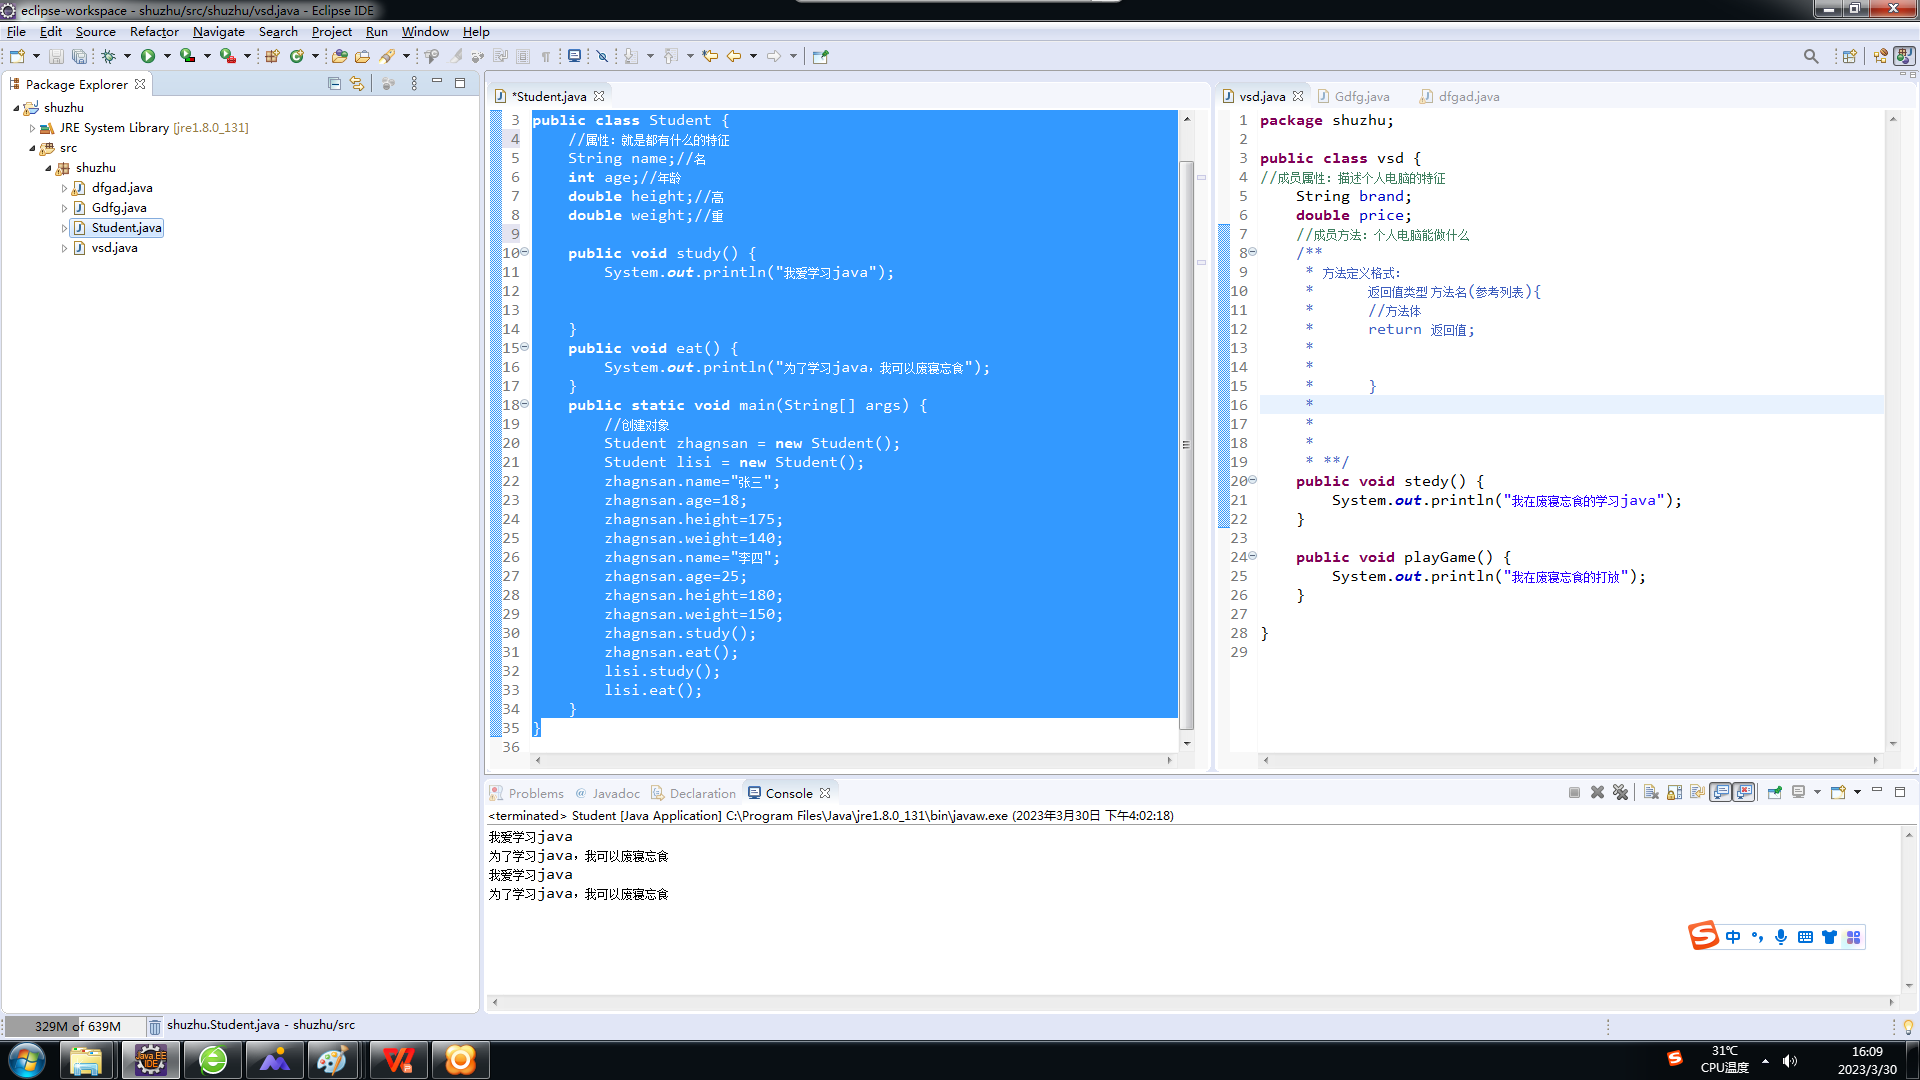 eclipse-workspace - shuzhu/src/shuzhu/vsd.java - Eclipse IDE
File Edit Source Refactor Navigate Search Project Run Window Help
Package Explorer
shuzhu
JRE System Library [jre1.8.0_131]
src
shuzhu
dfgad.java
Gdfg.java
Student.java
vsd.java
*Student.java
3 public class Student {
4 //属性：就是都有什么的特征
5 String name;//名
6 int age;//年龄
7 double height;//高
8 double weight;//重
9
10 public void study() {
11 System.out.println("我爱学习java");
12
13
14 }
15 public void eat() {
16 System.out.println("为了学习java，我可以废寝忘食");
17 }
18 public static void main(String[] args) {
19 //创建对象
20 Student zhagnsan = new Student();
21 Student lisi = new Student();
22 zhagnsan.name="张三";
23 zhagnsan.age=18;
24 zhagnsan.height=175;
25 zhagnsan.weight=140;
26 zhagnsan.name="李四";
27 zhagnsan.age=25;
28 zhagnsan.height=180;
29 zhagnsan.weight=150;
30 zhagnsan.study();
31 zhagnsan.eat();
32 lisi.study();
33 lisi.eat();
34 }
35 }
36
vsd.java Gdfg.java dfgad.java
1 package shuzhu;
2
3 public class vsd {
4 //成员属性：描述个人电脑的特征
5 String brand;
6 double price;
7 //成员方法：个人电脑能做什么
8 /**
9 * 方法定义格式：
10 * 返回值类型 方法名(参考列表){
11 * //方法体
12 * return 返回值;
13 *
14 *
15 * }
16 *
17 *
18 *
19 * **/
20 public void stedy() {
21 System.out.println("我在废寝忘食的学习java");
22 }
23
24 public void playGame() {
25 System.out.println("我在废寝忘食的打放");
26 }
27
28 }
29
Problems @ Javadoc Declaration Console
<terminated> Student [Java Application] C:\Program Files\Java\jre1.8.0_131\bin\javaw.exe (2023年3月30日 下午4:02:18)
我爱学习java
为了学习java，我可以废寝忘食
我爱学习java
为了学习java，我可以废寝忘食
中
329M of 639M
shuzhu.Student.java - shuzhu/src
Java EE
IDE
31℃
CPU温度
16:09
2023/3/30